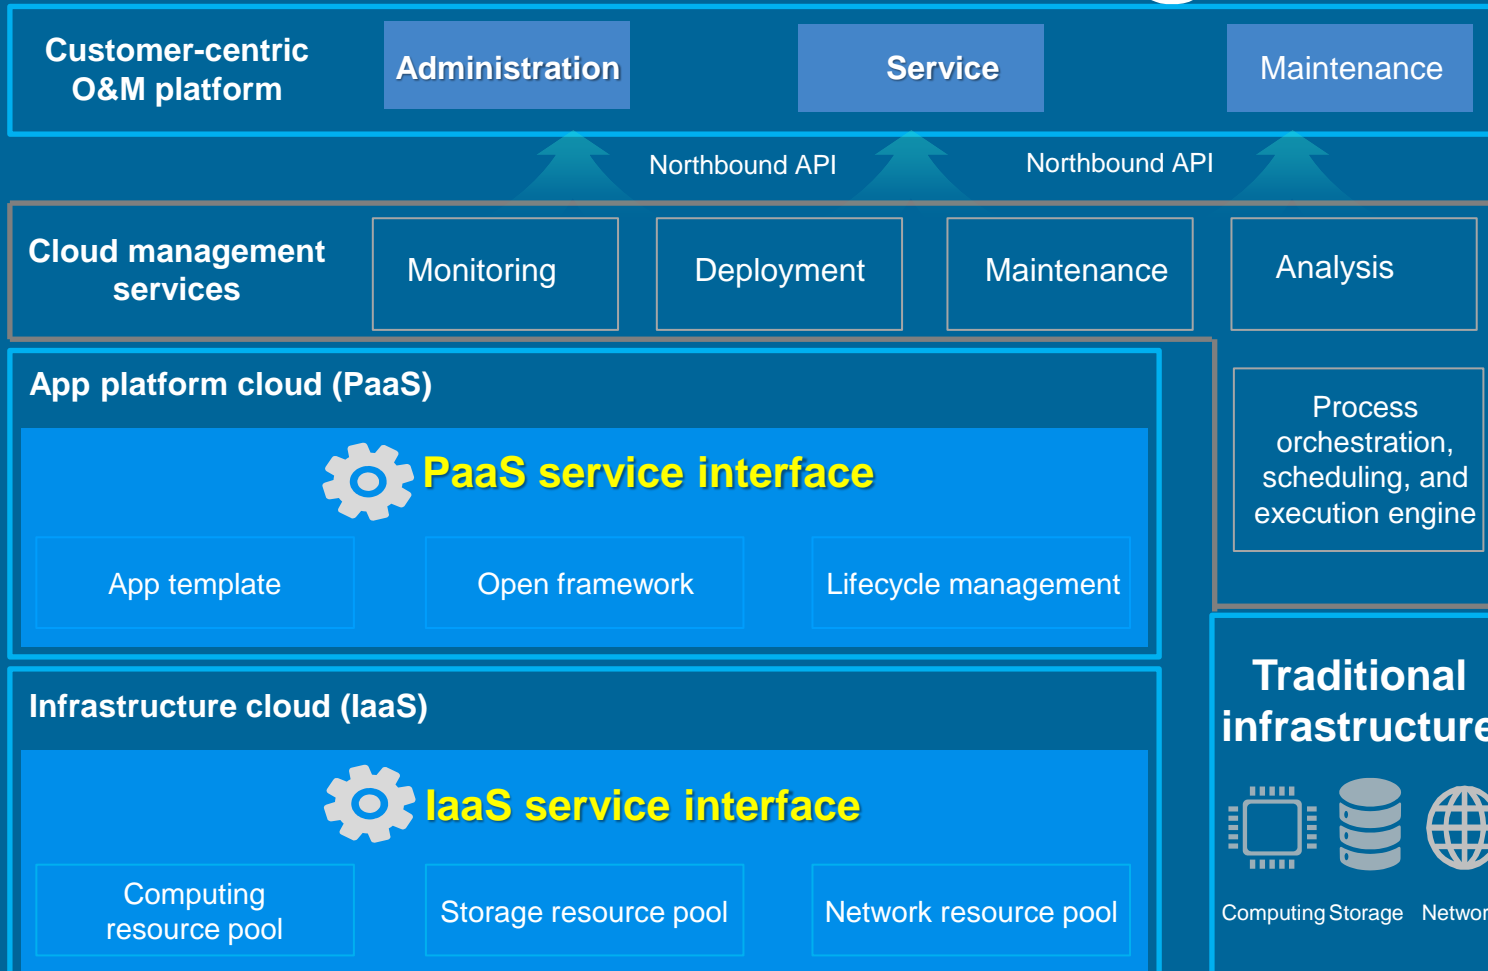 Customer-centric
O&M platform
Administration
Service
Maintenance
Northbound API
Northbound API
Cloud management
services
Monitoring
Deployment
Maintenance
Analysis
App platform cloud (PaaS)
PaaS service interface
App template
Open framework
Lifecycle management
Process
orchestration,
scheduling, and
execution engine
Infrastructure cloud (IaaS)
IaaS service interface
Computing
resource pool
Storage resource pool
Network resource pool
Traditional
infrastructure
Computing Storage Networ